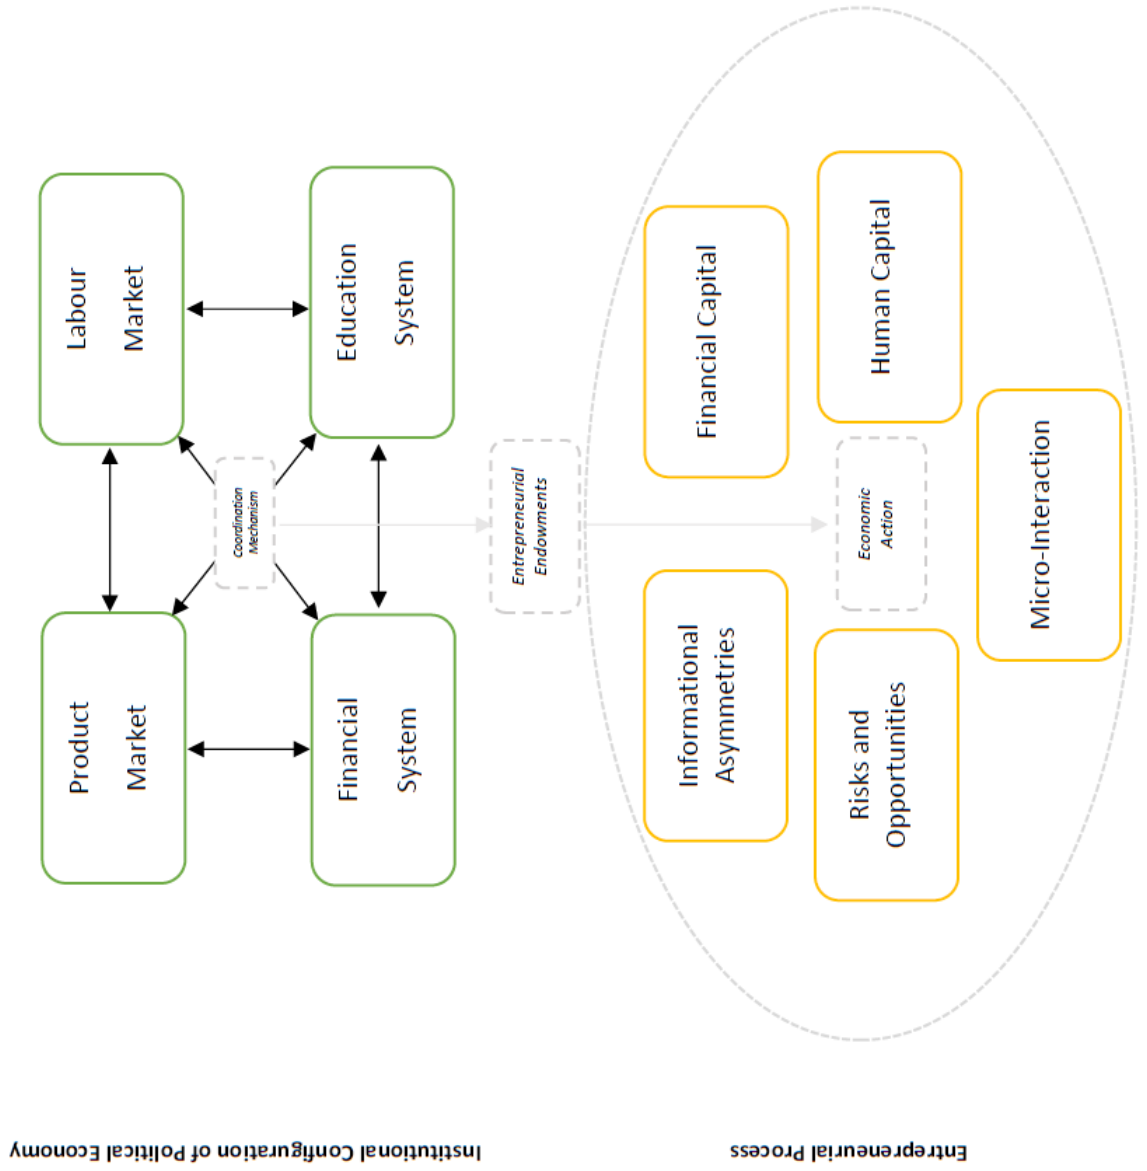 Institutional Configuration of Political Economy
Product
Market
Labour
Market
Coordination
Mechanism
Financial
System
Education
System
Entrepreneurial
Endowments
Entrepreneurial Process
Informational
Asymmetries
Financial Capital
Risks and
Opportunities
Economic
Action
Human Capital
Micro-Interaction